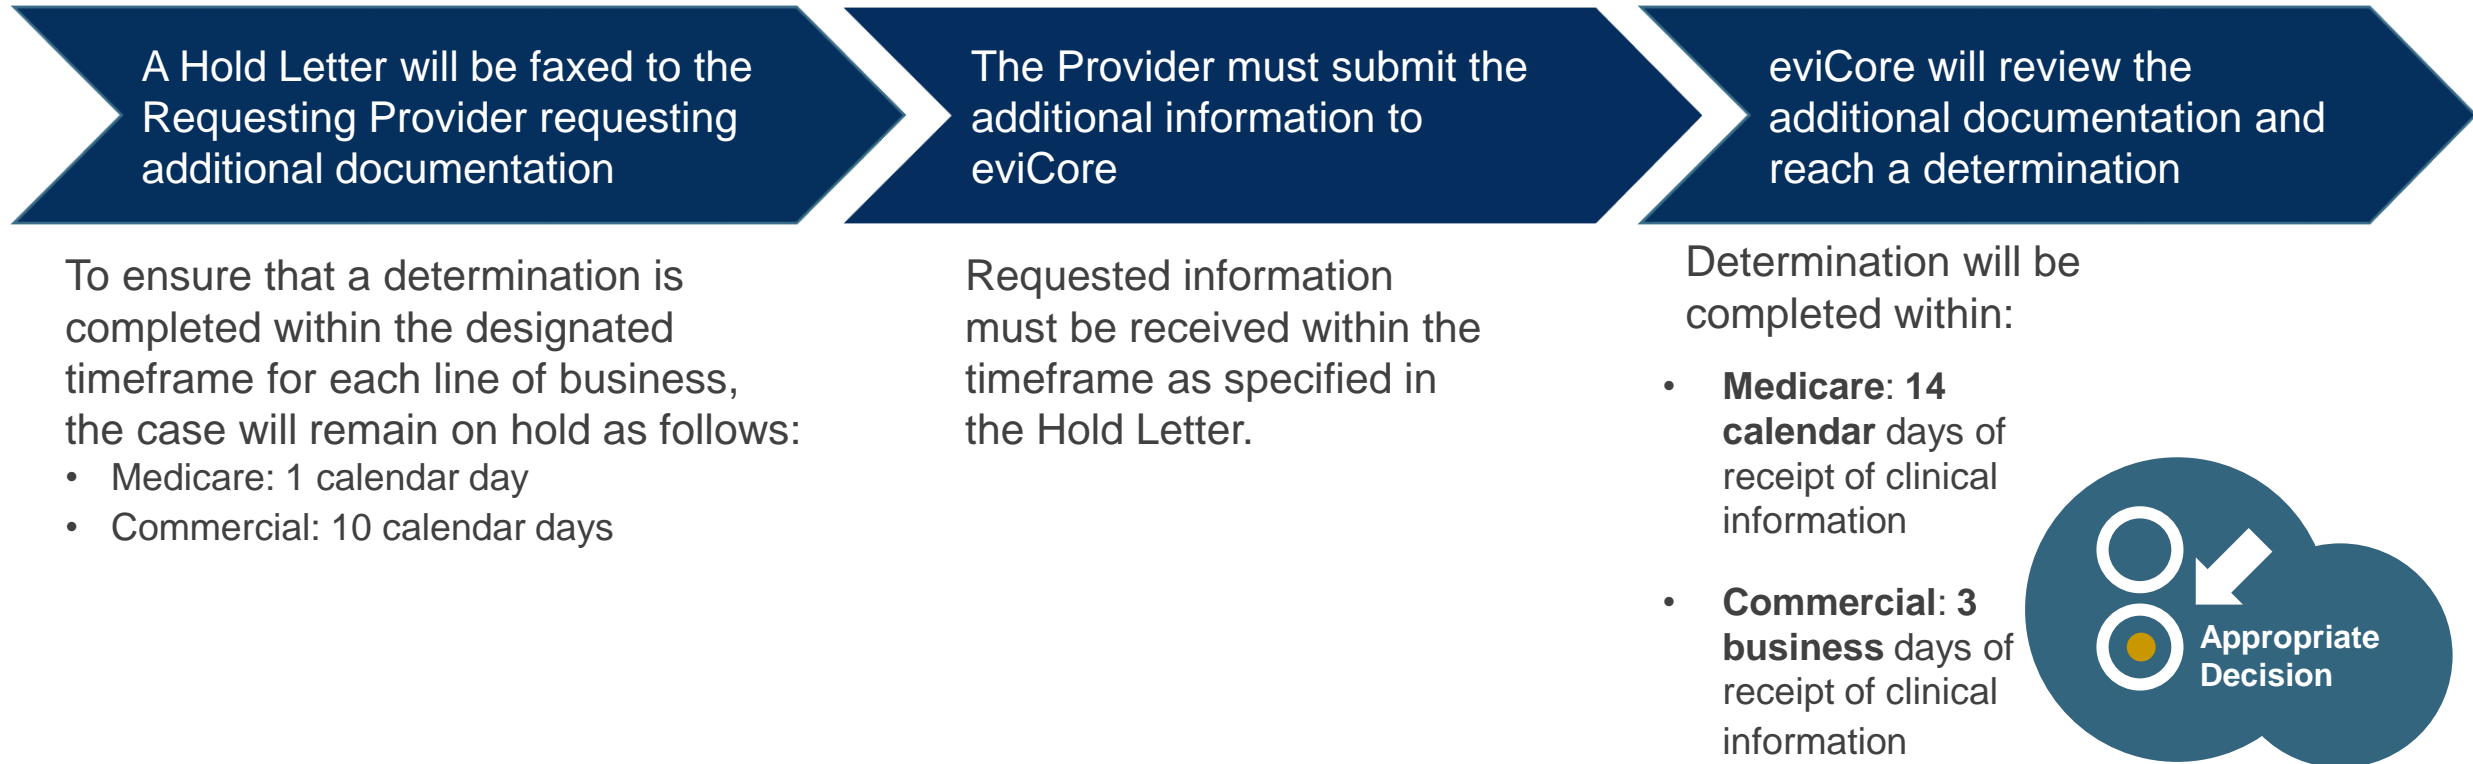 A Hold Letter will be faxed to the
Requesting Provider requesting
additional documentation
To ensure that a determination is
completed within the designated
timeframe for each line of business,
the case will remain on hold as follows:
• Medicare: 1 calendar day
• Commercial: 10 calendar days
The Provider must submit the
additional information to
eviCore
Requested information
must be received within the
timeframe as specified in
the Hold Letter.
eviCore will review the
additional documentation and
reach a determination
Determination will be
completed within:
• Medicare: 14
calendar days of
receipt of clinical
information
• Commercial: 3
business days of
receipt of clinical
information
Appropriate
Decision